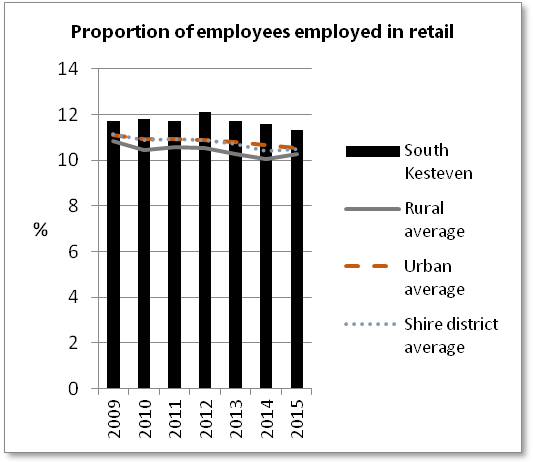 Proportion of employees employed in retail
14
12
10
8
6
4
2
0
%
2009
2010
2011
2012
2013
2014
2015
South
Kesteven
Rural
average
Urban
average
Shire district
average